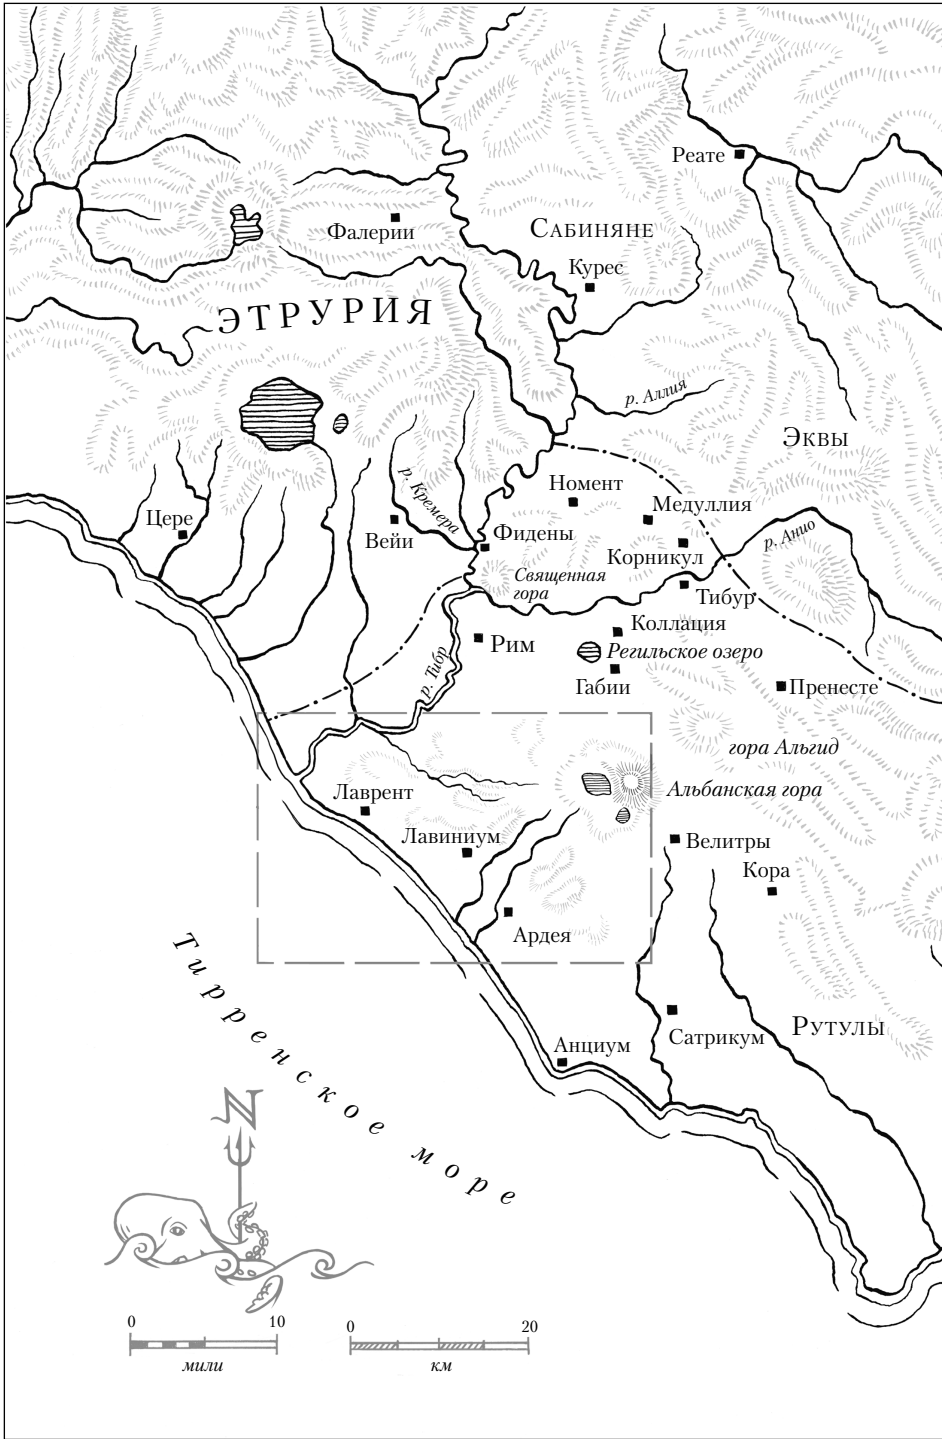 Реате
Фалерии
Сабиняне
Курес
ЭТРУРИЯ
р. Аллия
Эквы
р. Кремера
Номент
Медуллия
Цере
Вейи
Фидены
р. Анио
Корникул
Священная
гора
Тибур
Коллация
Рим
Регильское озеро
р. Тибр
Габии
Пренесте
гора Альгид
Альбанская гора
Лаврент
Лавиниум
Велитры
Кора
Ардея
Тирренское море
Сатрикум
Рутулы
Анциум
N
0 10
мили
0 20
км